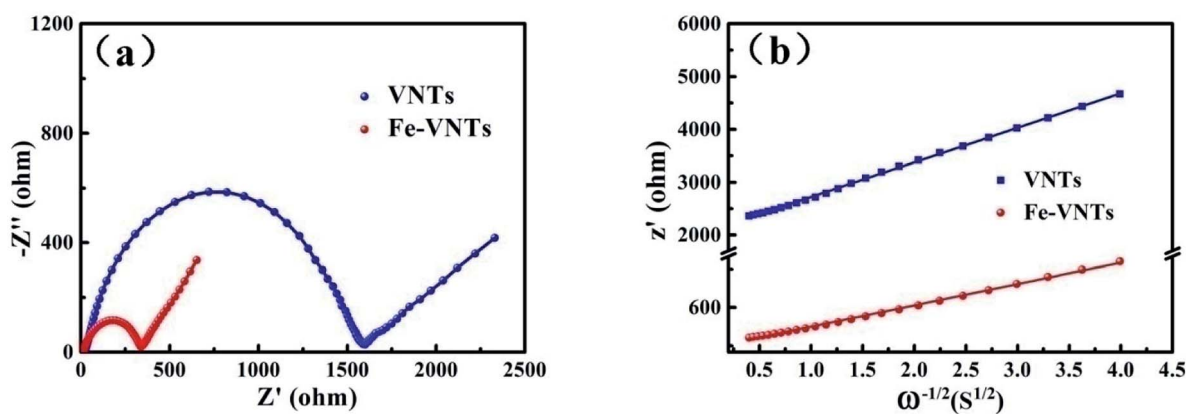 (a)
1200
800
400
0
-Z'' (ohm)
VNTs
Fe-VNTs
0 500 1000 1500 2000 2500
Z' (ohm)
(b)
6000
5000
4000
3000
2000
600
z' (ohm)
VNTs
Fe-VNTs
0.5 1.0 1.5 2.0 2.5 3.0 3.5 4.0 4.5
ω-1/2(S1/2)